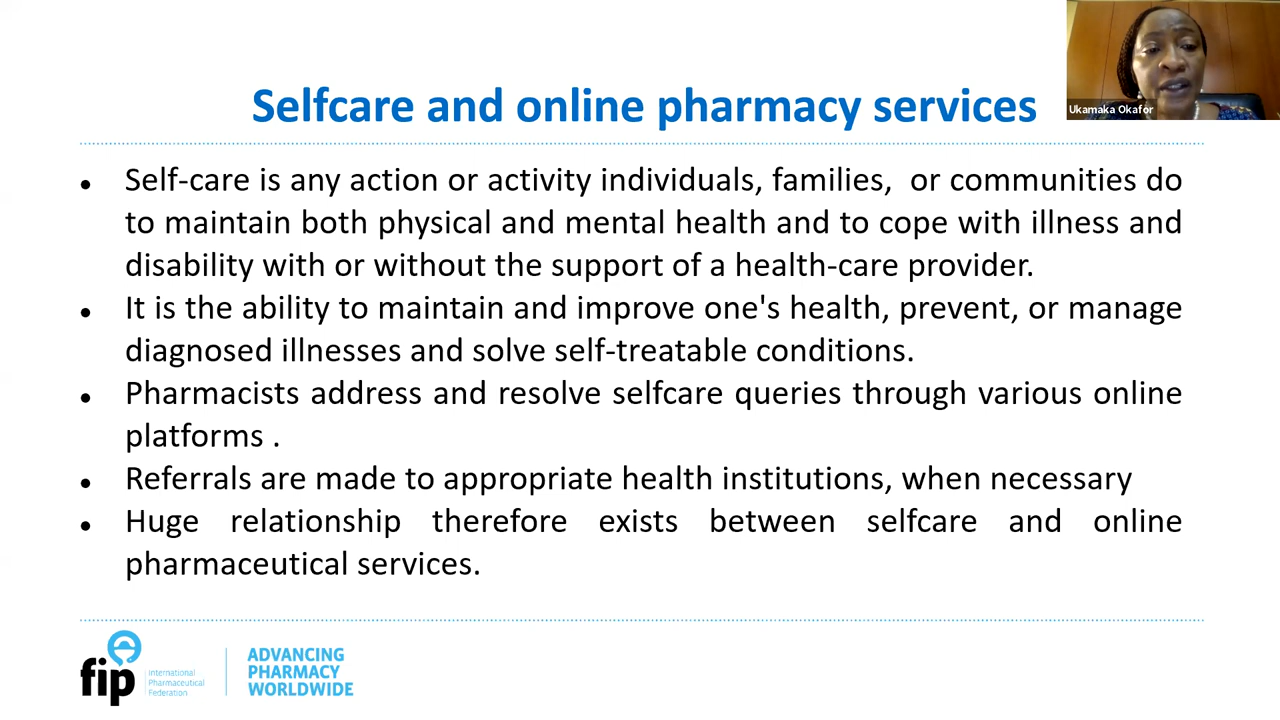 Selfcare and online pharmacy services
Ukamaka Okafor
● Self-care is any action or activity individuals, families,  or communities do
to maintain both physical and mental health and to cope with illness and
disability with or without the support of a health-care provider.
● It is the ability to maintain and improve one's health, prevent, or manage
diagnosed illnesses and solve self-treatable conditions.
● Pharmacists address and resolve selfcare queries through various online
platforms .
● Referrals are made to appropriate health institutions, when necessary
● Huge relationship therefore exists between selfcare and online
pharmaceutical services.
fip
International
Pharmaceutical
Federation
ADVANCING
PHARMACY
WORLDWIDE